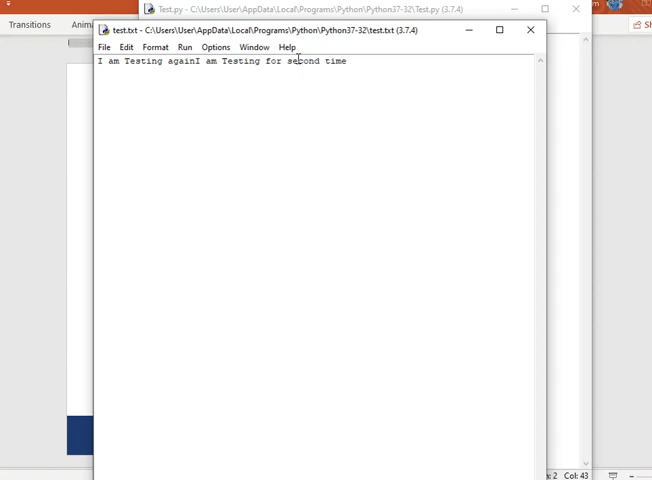 Test.py - C:\Users\User\AppData\Local\Programs\Python\Python37-32\Test.py (3.7.4)
Transitions
test.txt - C:\Users\User\AppData\Local\Programs\Python\Python37-32\test.txt (3.7.4)
File Edit Format Run Options Window Help
I am Testing againI am Testing for second time
Col: 43